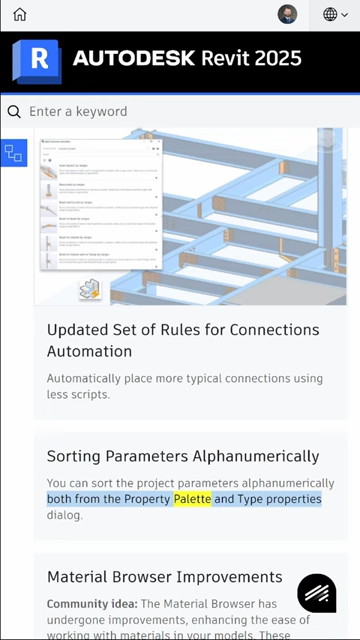 R
AUTODESK Revit 2025
Enter a keyword
Updated Set of Rules for Connections
Automation
Automatically place more typical connections using
less scripts.
Sorting Parameters Alphanumerically
You can sort the project parameters alphanumerically
both from the Property Palette and Type properties
dialog.
Material Browser Improvements
Community idea: The Material Browser has
undergone improvements, enhancing the ease of
working with materials in your models. These